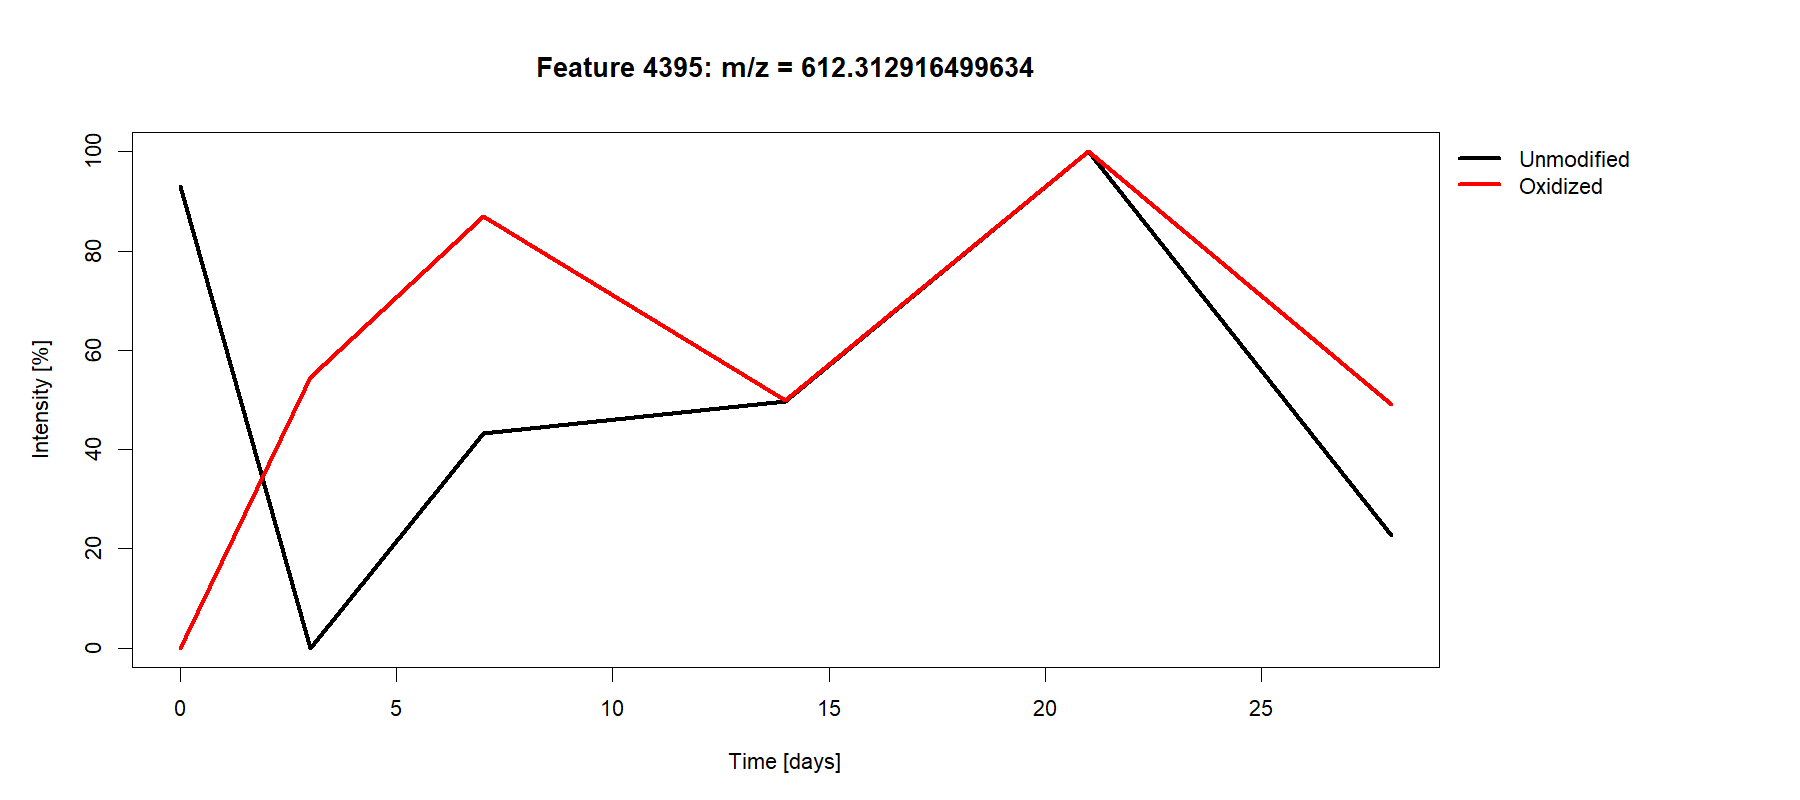 Feature 4395: m/z = 612.312916499634
Unmodified
Oxidized
100
80
60
40
20
0
Intensity [%]
0 5 10 15 20 25
Time [days]